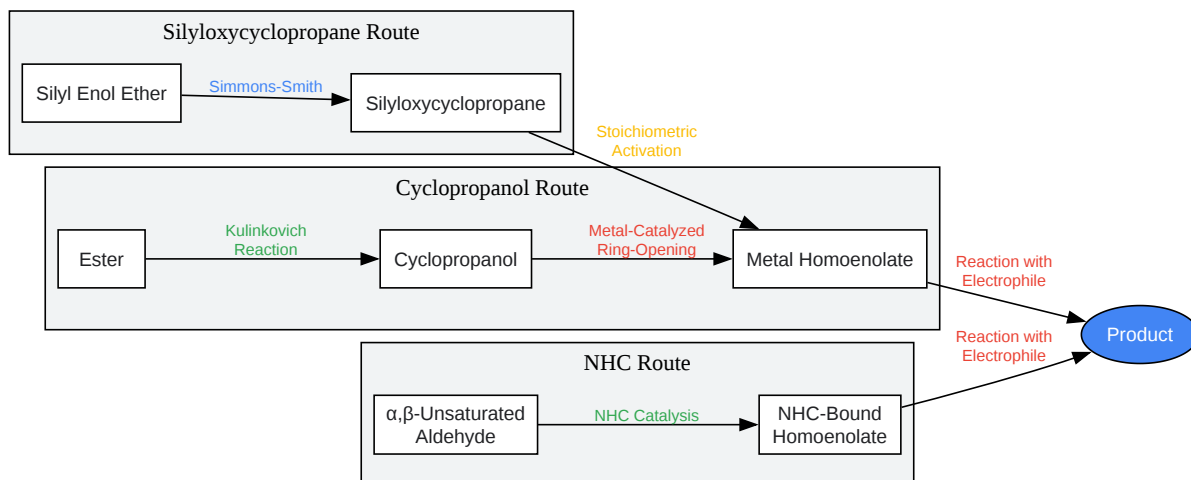 Silyloxycyclopropane Route
Silyl Enol Ether
Simmons-Smith
Silyloxycyclopropane
Stoichiometric
Activation
Cyclopropanol Route
Ester
Kulinkovich
Reaction
Cyclopropanol
Metal-Catalyzed
Ring-Opening
Metal Homoenolate
Reaction with
Electrophile
Product
Reaction with
Electrophile
NHC Route
α,β-Unsaturated
Aldehyde
NHC Catalysis
NHC-Bound
Homoenolate